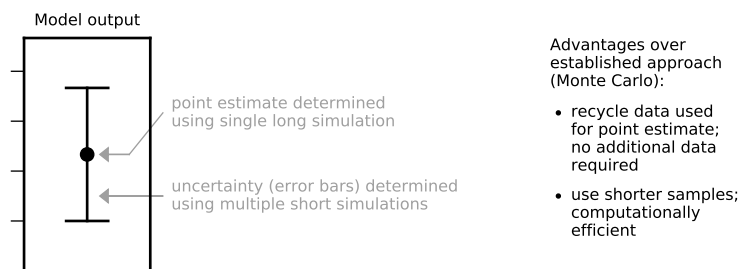 Model output
point estimate determined
using single long simulation
uncertainty (error bars) determined
using multiple short simulations
Advantages over
established approach
(Monte Carlo):
• recycle data used
for point estimate;
no additional data
required
• use shorter samples;
computationally
efficient